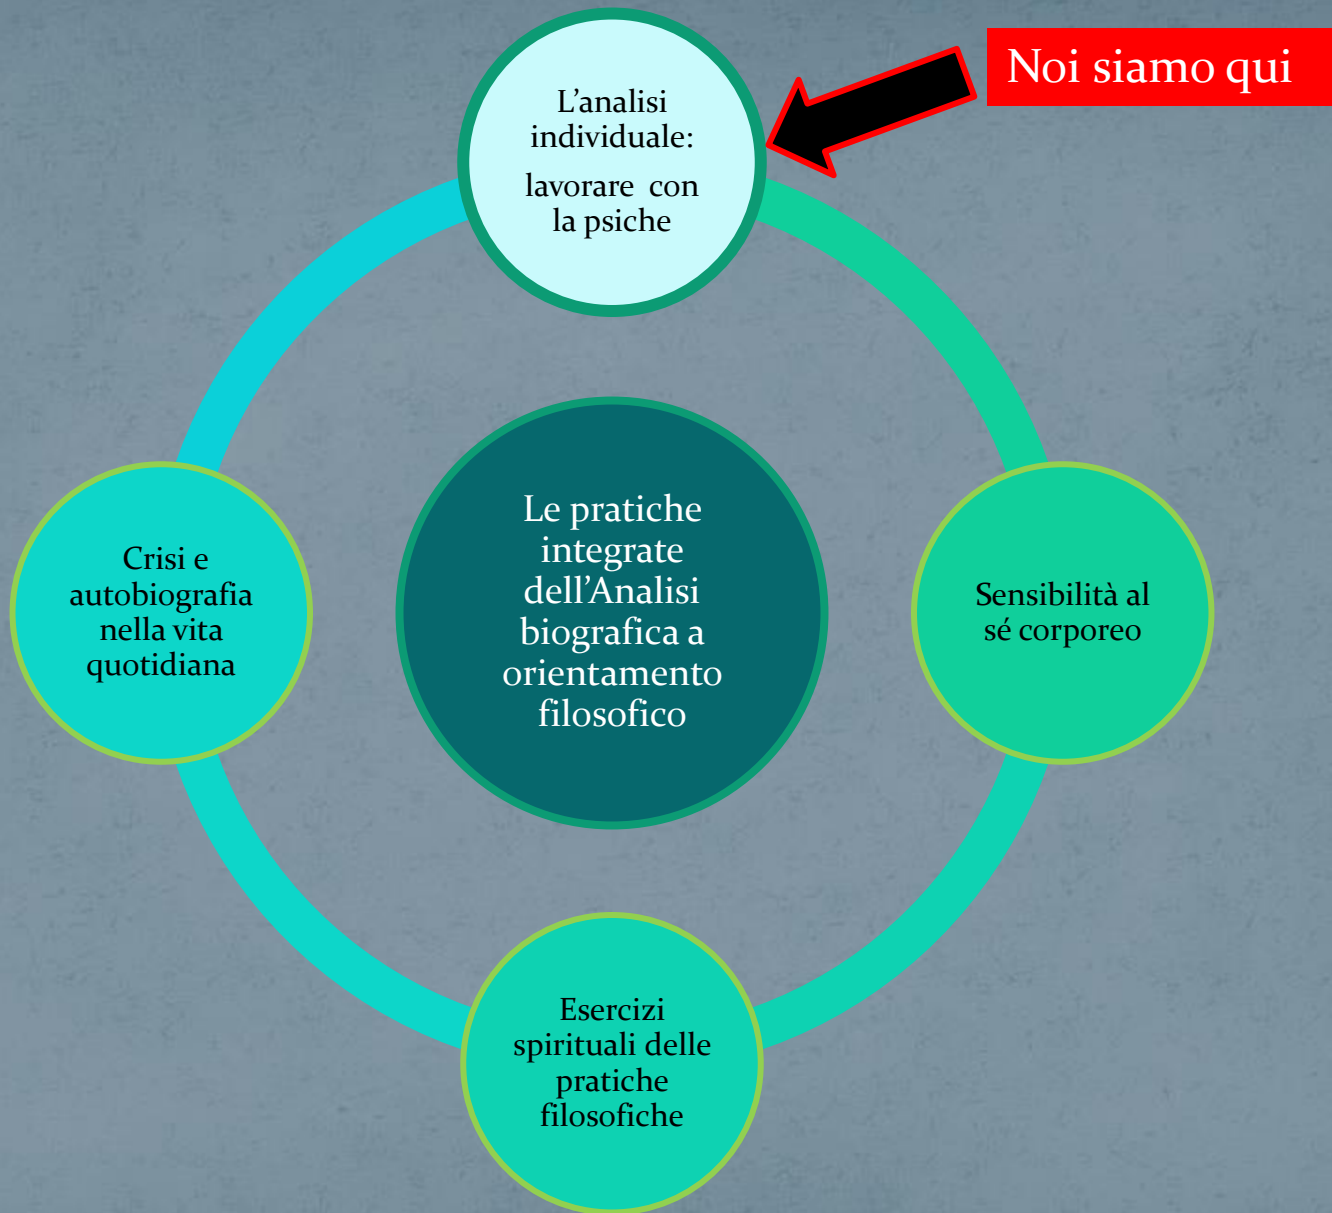 Noi siamo qui
L’analisi
individuale:
lavorare con
la psiche
Le pratiche
integrate
dell’Analisi
biografica a
orientamento
filosofico
Crisi e
autobiografia
nella vita
quotidiana
Sensibilità al
sé corporeo
Esercizi
spirituali delle
pratiche
filosofiche